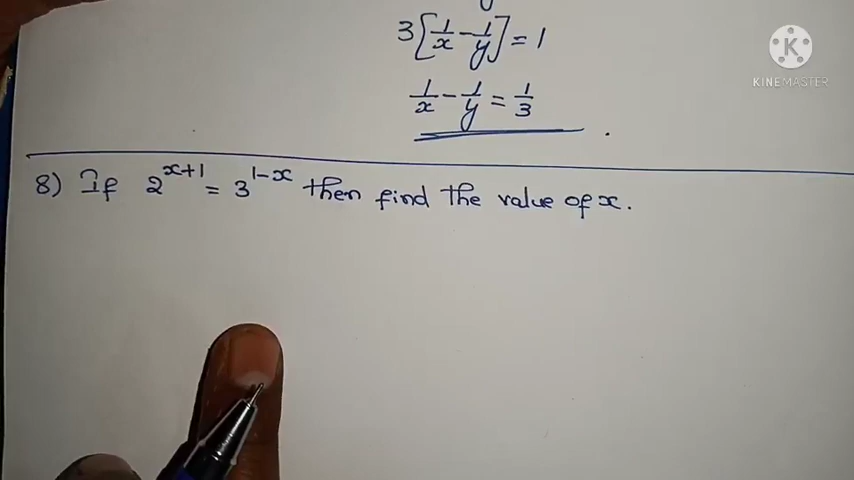 3[1/x - 1/y] = 1
K
KINEMASTER
1/x - 1/y = 1/3 .
8) If 2^{x+1} = 3^{1-x} then find the value of x.